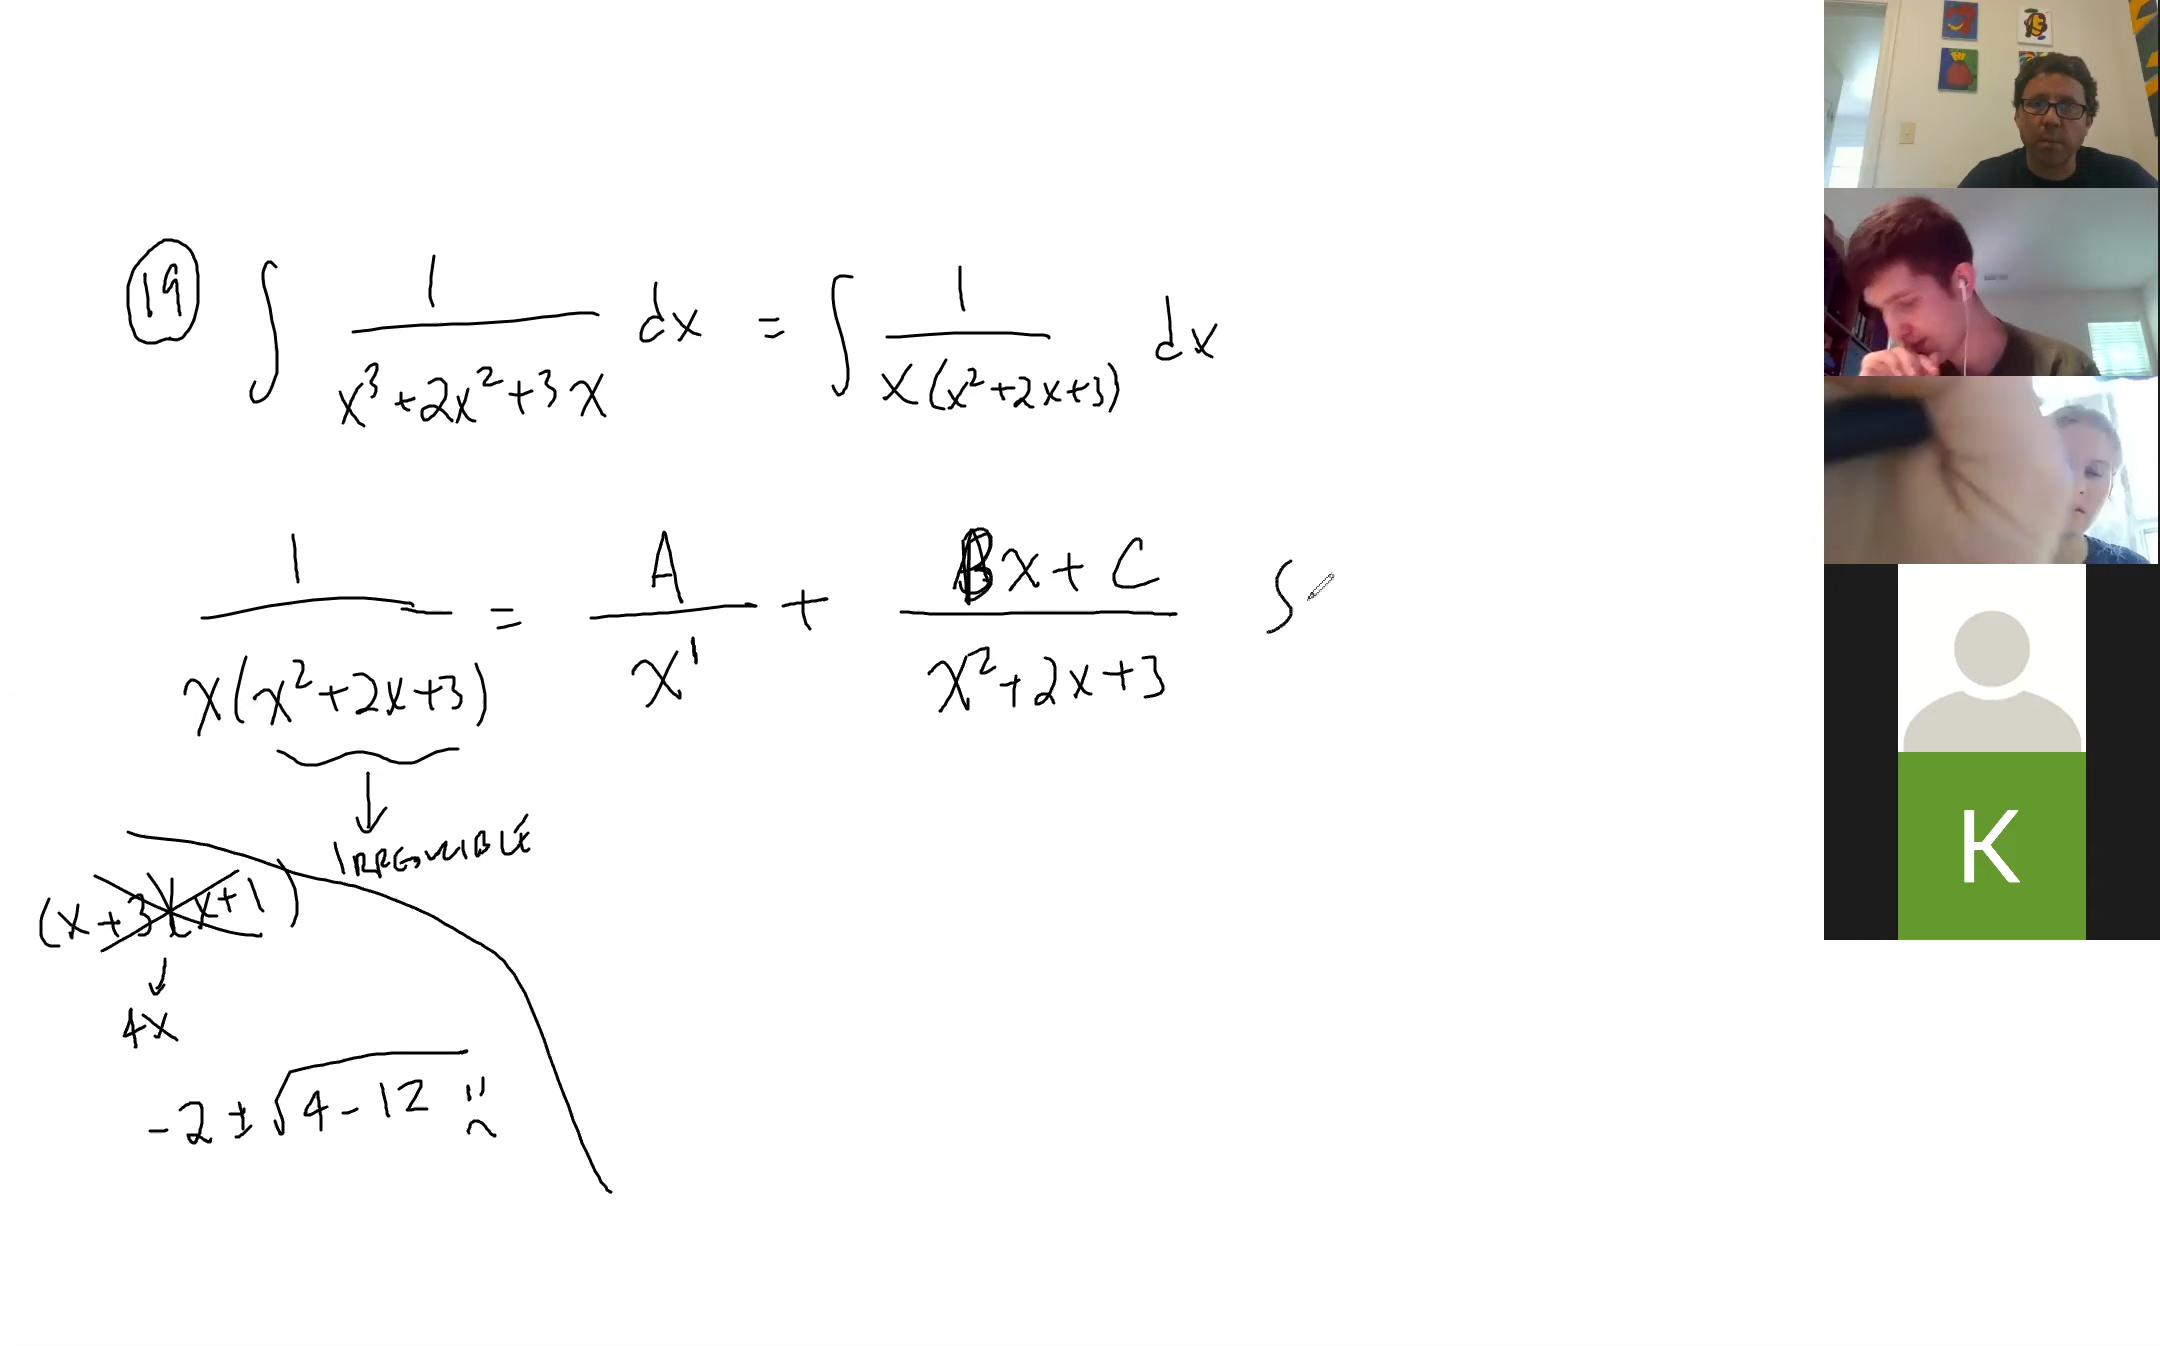 19 ∫ 1/(x³+2x²+3x) dx = ∫ 1/(x(x²+2x+3)) dx
1/(x(x²+2x+3)) = A/x¹ + (Bx+C)/(x²+2x+3) S
IRREDUCIBLE
(x+3)(x+1)
4x
-2 ± √(4-12)
K